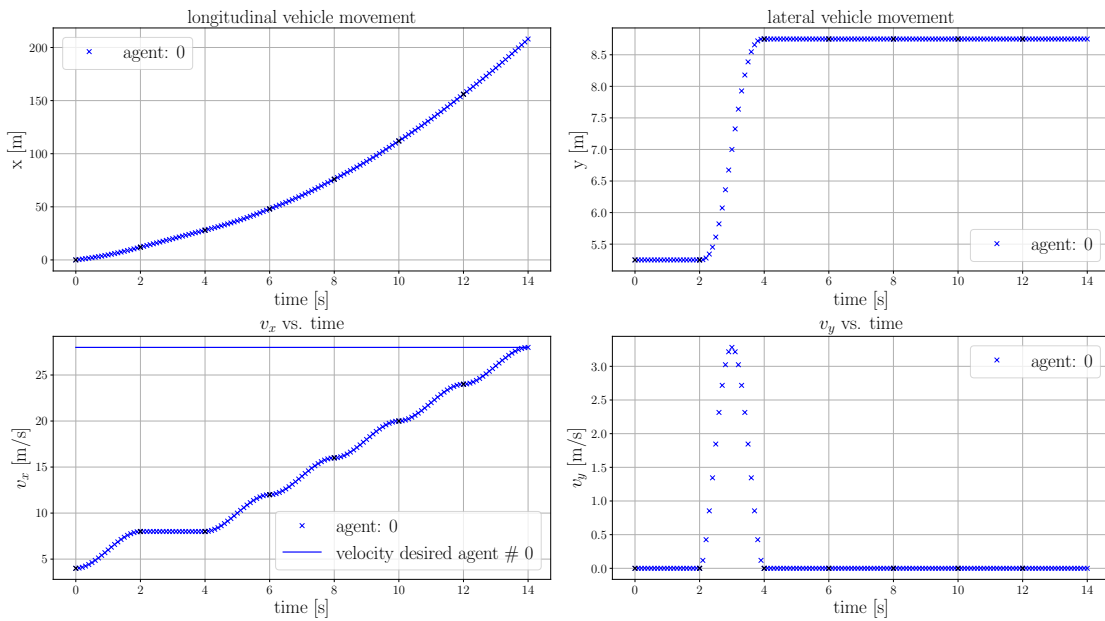 longitudinal vehicle movement
200
150
100
50
0
x [m]
agent: 0
0 2 4 6 8 10 12 14
time [s]
lateral vehicle movement
8.5
8.0
7.5
7.0
6.5
6.0
5.5
y [m]
agent: 0
0 2 4 6 8 10 12 14
time [s]
v_x vs. time
25
20
15
10
5
v_x [m/s]
agent: 0
velocity desired agent # 0
0 2 4 6 8 10 12 14
time [s]
v_y vs. time
3.0
2.5
2.0
1.5
1.0
0.5
0.0
v_y [m/s]
agent: 0
0 2 4 6 8 10 12 14
time [s]